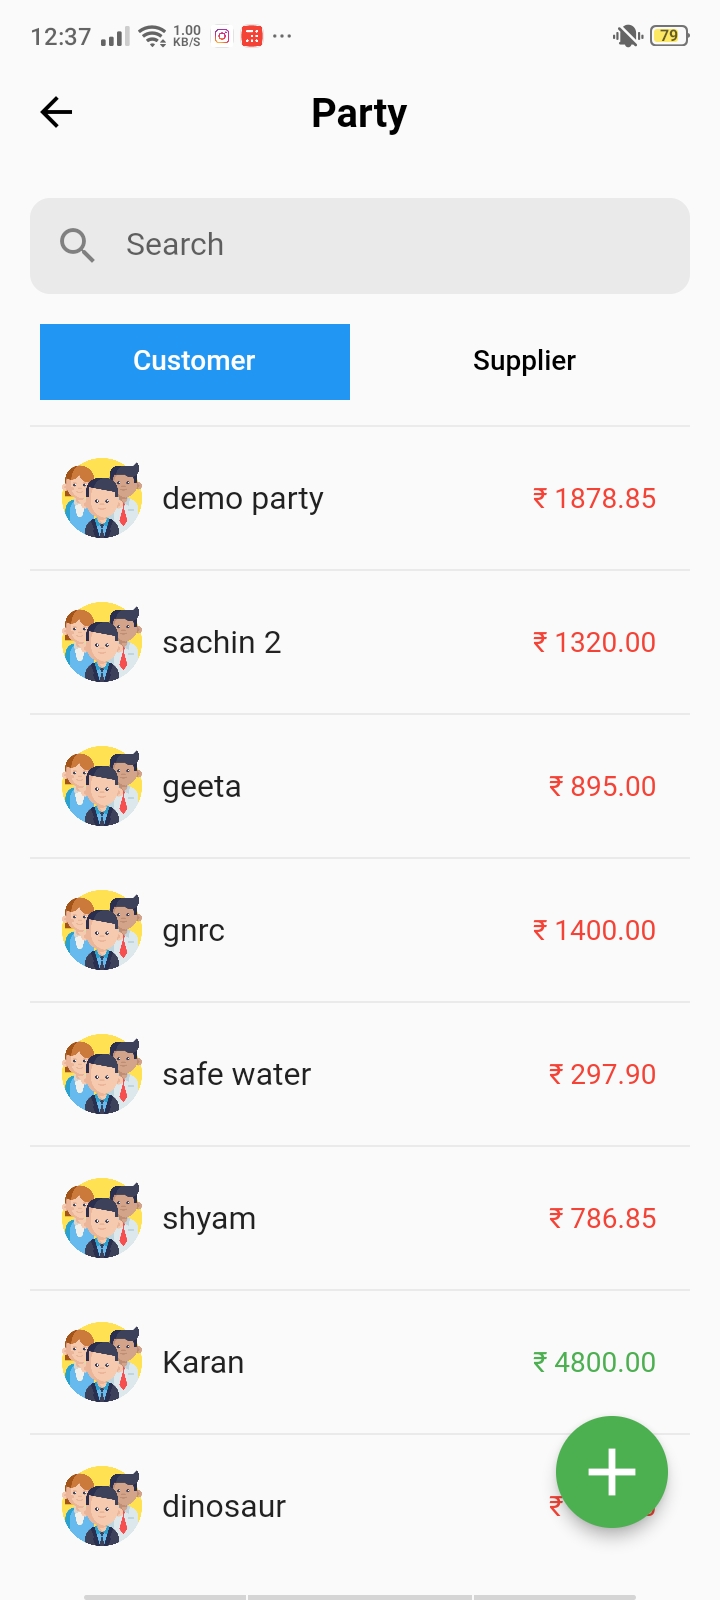 12:37 1.00 KB/S ... 79
Party
Search
Customer Supplier
demo party ₹ 1878.85
sachin 2 ₹ 1320.00
geeta ₹ 895.00
gnrc ₹ 1400.00
safe water ₹ 297.90
shyam ₹ 786.85
Karan ₹ 4800.00
dinosaur ₹